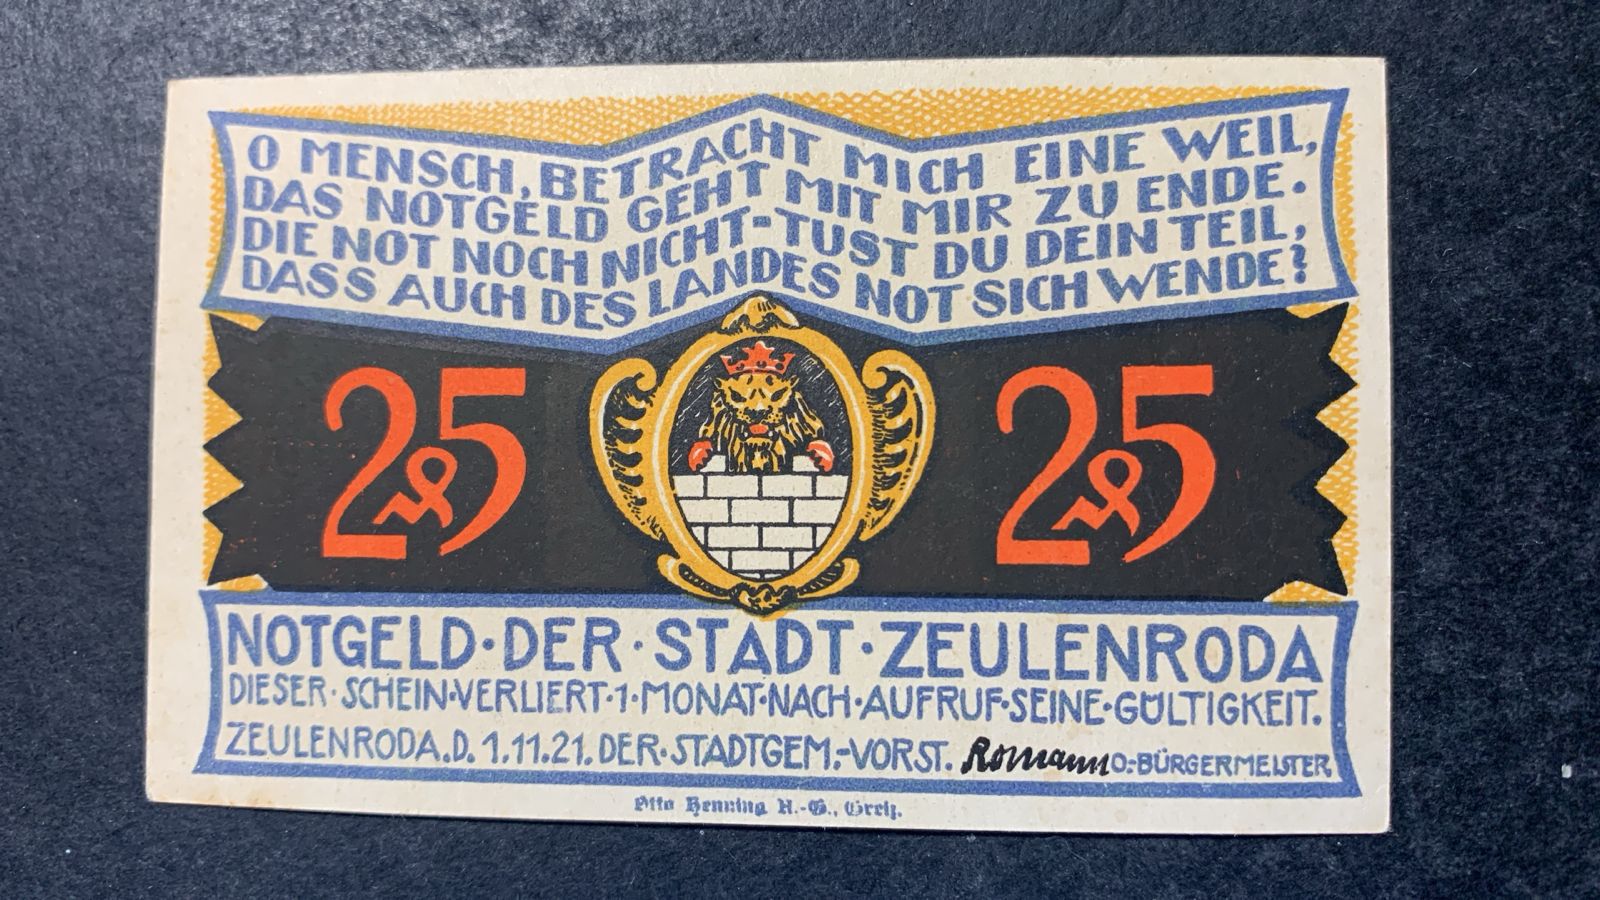 O MENSCH, BETRACHT MICH EINE WEIL,
DAS NOTGELD GEHT MIT MIR ZU ENDE.
DIE NOT NOCH NICHT-TUST DU DEIN TEIL,
DASS AUCH DES LANDES NOT SICH WENDE?
25 25
NOTGELD·DER·STADT·ZEULENRODA
DIESER·SCHEIN·VERLIERT·1·MONAT·NACH·AUFRUF·SEINE·GÜLTIGKEIT.
ZEULENRODA.D. 1.11.21. DER·STADTGEM.-VORST. Romann O.-BÜRGERMEISTER
Otto Henning A.-G., Greiz.